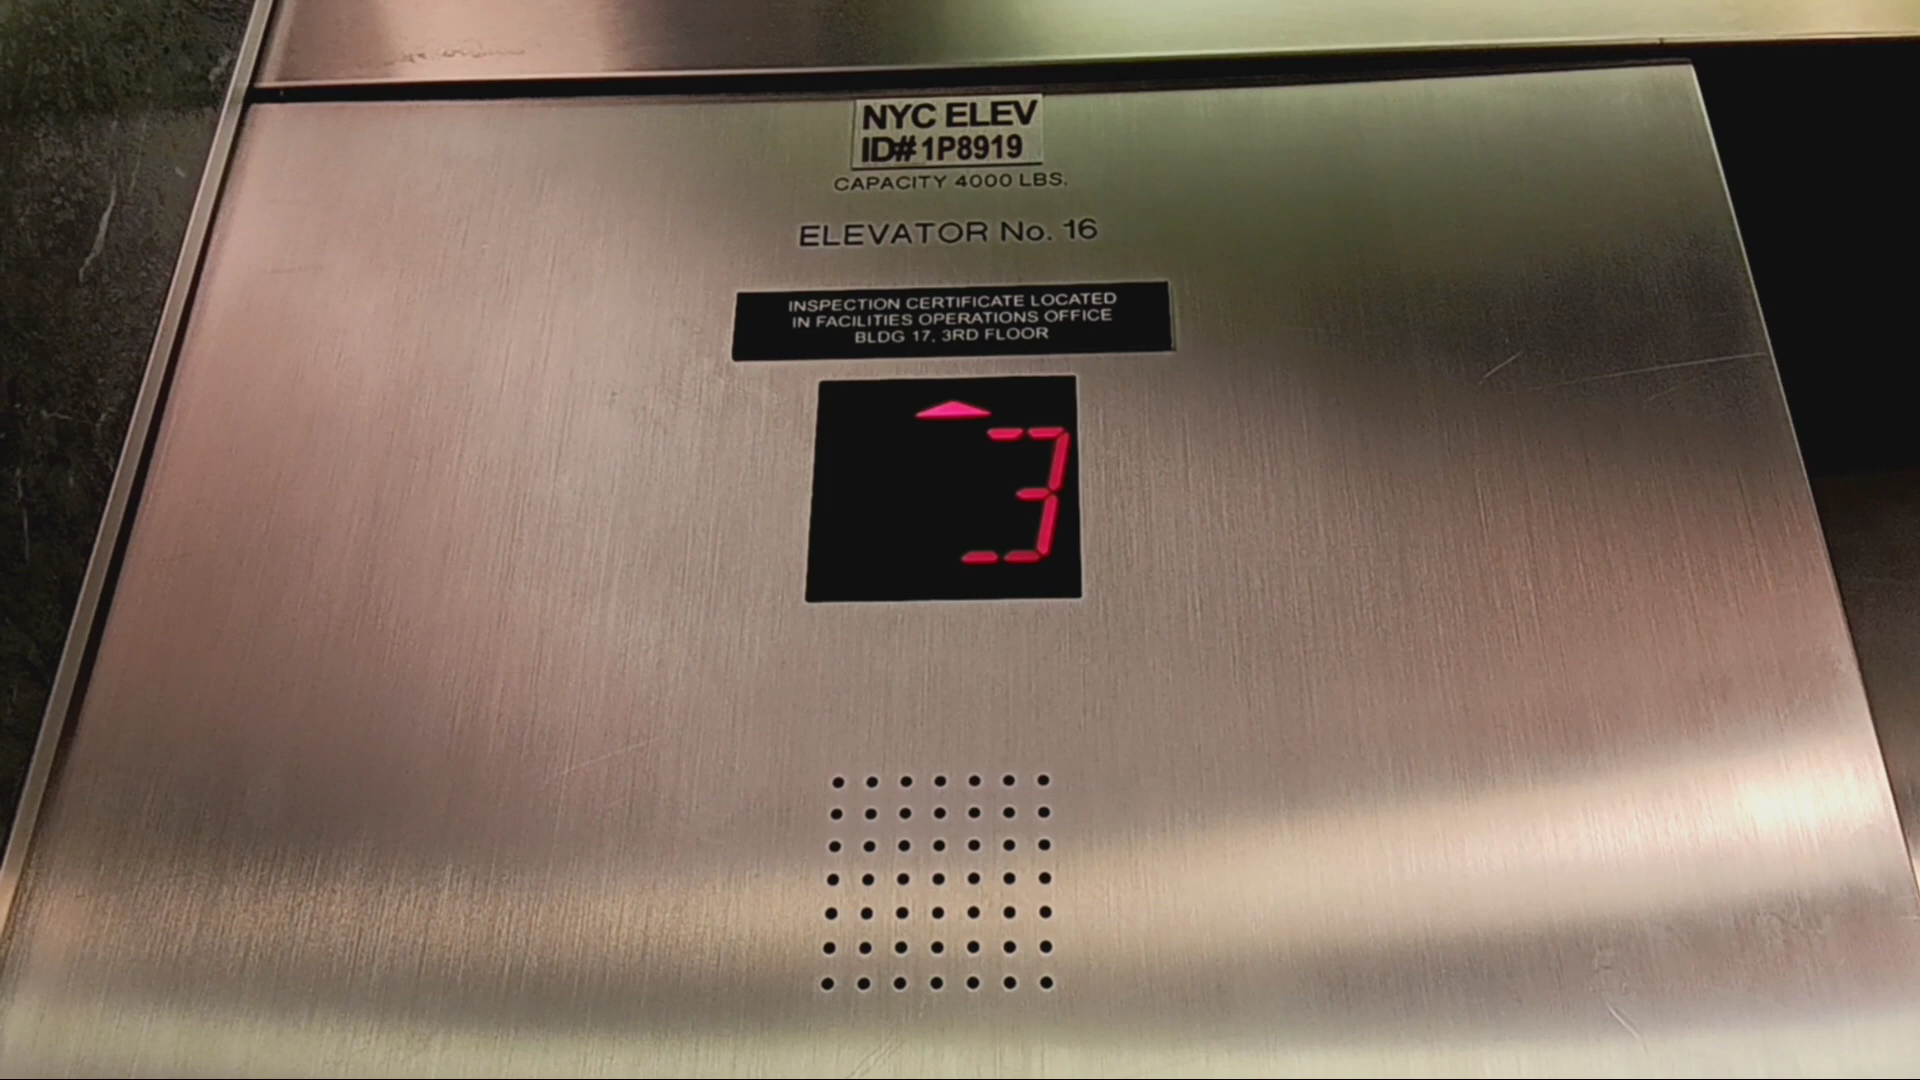 NYC ELEV
ID# 1P8919
CAPACITY 4000 LBS.
ELEVATOR No. 16
INSPECTION CERTIFICATE LOCATED
IN FACILITIES OPERATIONS OFFICE
BLDG 17, 3RD FLOOR
3